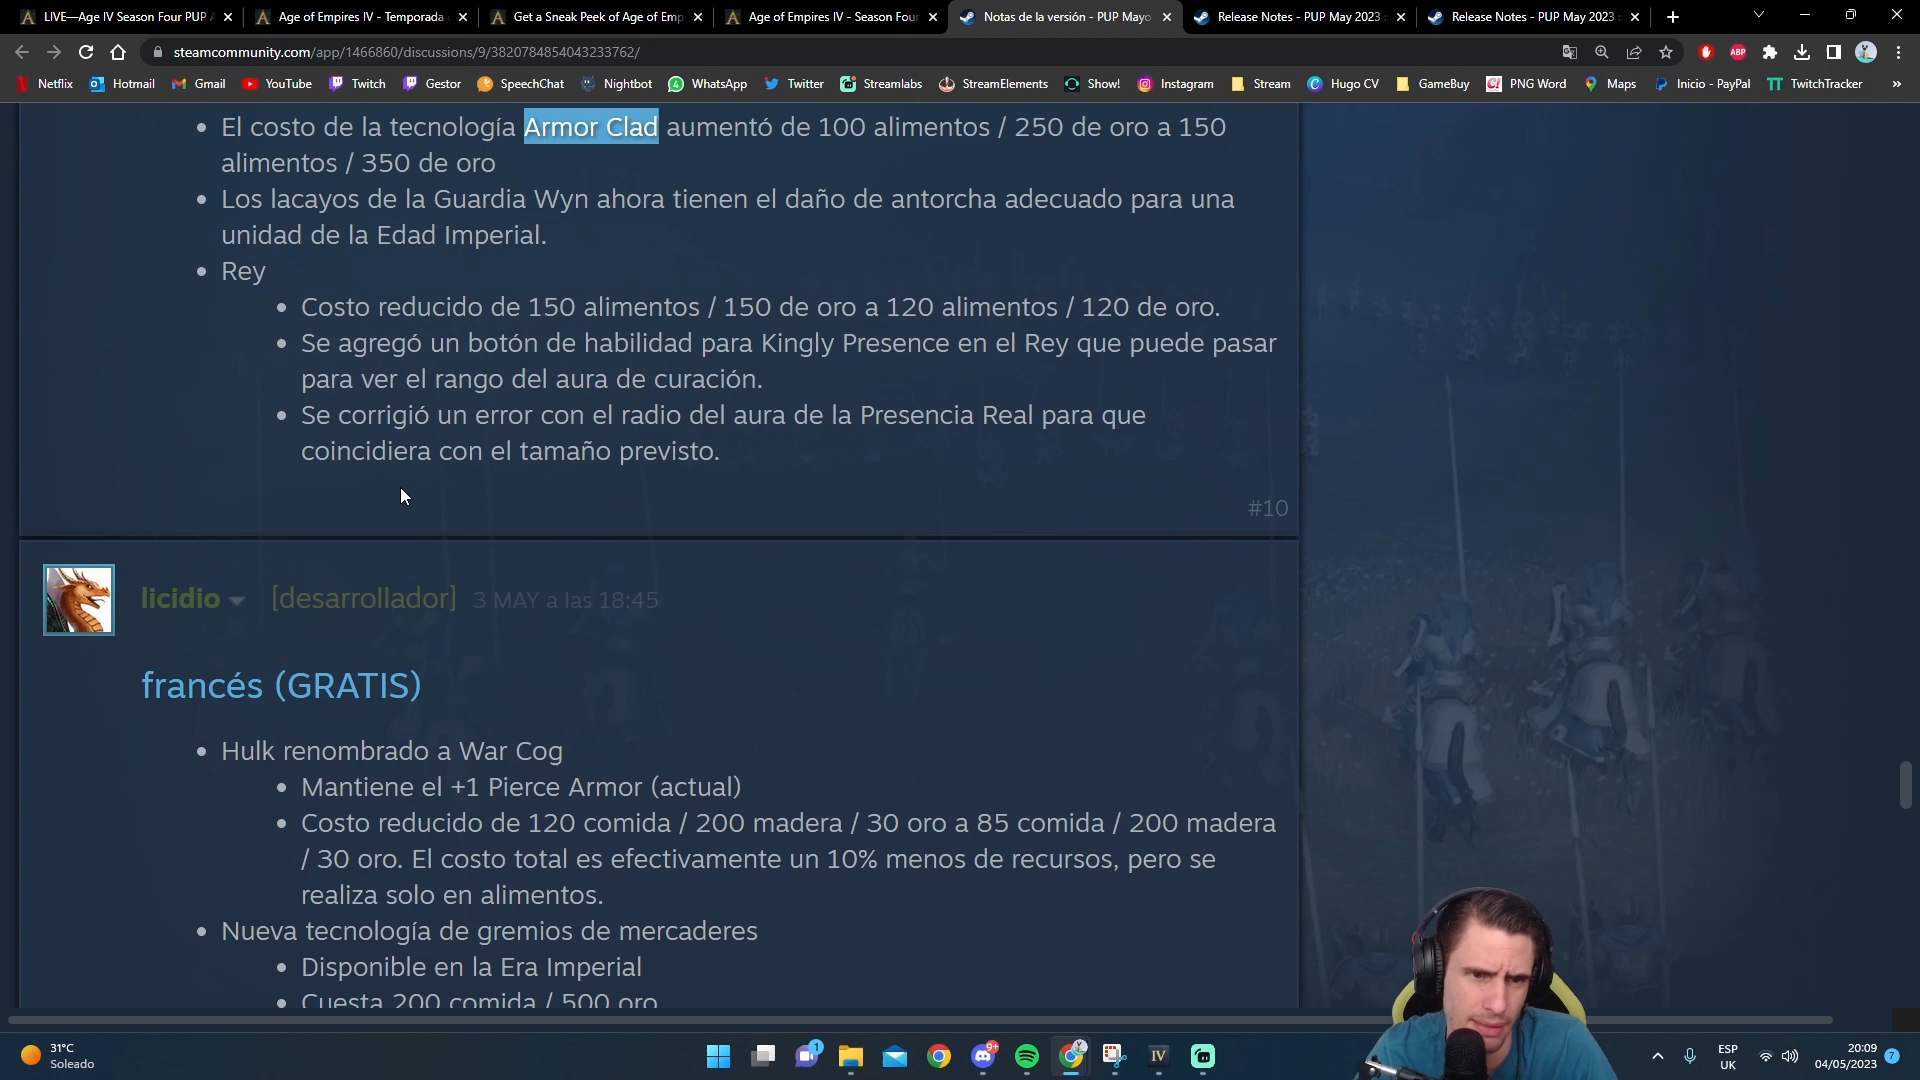 LIVE—Age IV Season Four PUP
Age of Empires IV - Temporada
Get a Sneak Peek of Age of Emp
Age of Empires IV - Season Four
Notas de la versión - PUP Mayo
Release Notes - PUP May 2023
Release Notes - PUP May 2023
steamcommunity.com/app/1466860/discussions/9/3820784854043233762/
ABP
Netflix Hotmail Gmail YouTube Twitch Gestor SpeechChat Nightbot WhatsApp Twitter Streamlabs StreamElements Show! Instagram Stream Hugo CV GameBuy PNG Word Maps Inicio - PayPal TwitchTracker »
• El costo de la tecnología Armor Clad aumentó de 100 alimentos / 250 de oro a 150
alimentos / 350 de oro
• Los lacayos de la Guardia Wyn ahora tienen el daño de antorcha adecuado para una
unidad de la Edad Imperial.
• Rey
• Costo reducido de 150 alimentos / 150 de oro a 120 alimentos / 120 de oro.
• Se agregó un botón de habilidad para Kingly Presence en el Rey que puede pasar
para ver el rango del aura de curación.
• Se corrigió un error con el radio del aura de la Presencia Real para que
coincidiera con el tamaño previsto.
#10
licidio [desarrollador] 3 MAY a las 18:45
francés (GRATIS)
• Hulk renombrado a War Cog
• Mantiene el +1 Pierce Armor (actual)
• Costo reducido de 120 comida / 200 madera / 30 oro a 85 comida / 200 madera
/ 30 oro. El costo total es efectivamente un 10% menos de recursos, pero se
realiza solo en alimentos.
• Nueva tecnología de gremios de mercaderes
• Disponible en la Era Imperial
• Cuesta 200 comida / 500 oro
31°C
Soleado
1
9+
IV
ESP
UK
20:09
04/05/2023
7